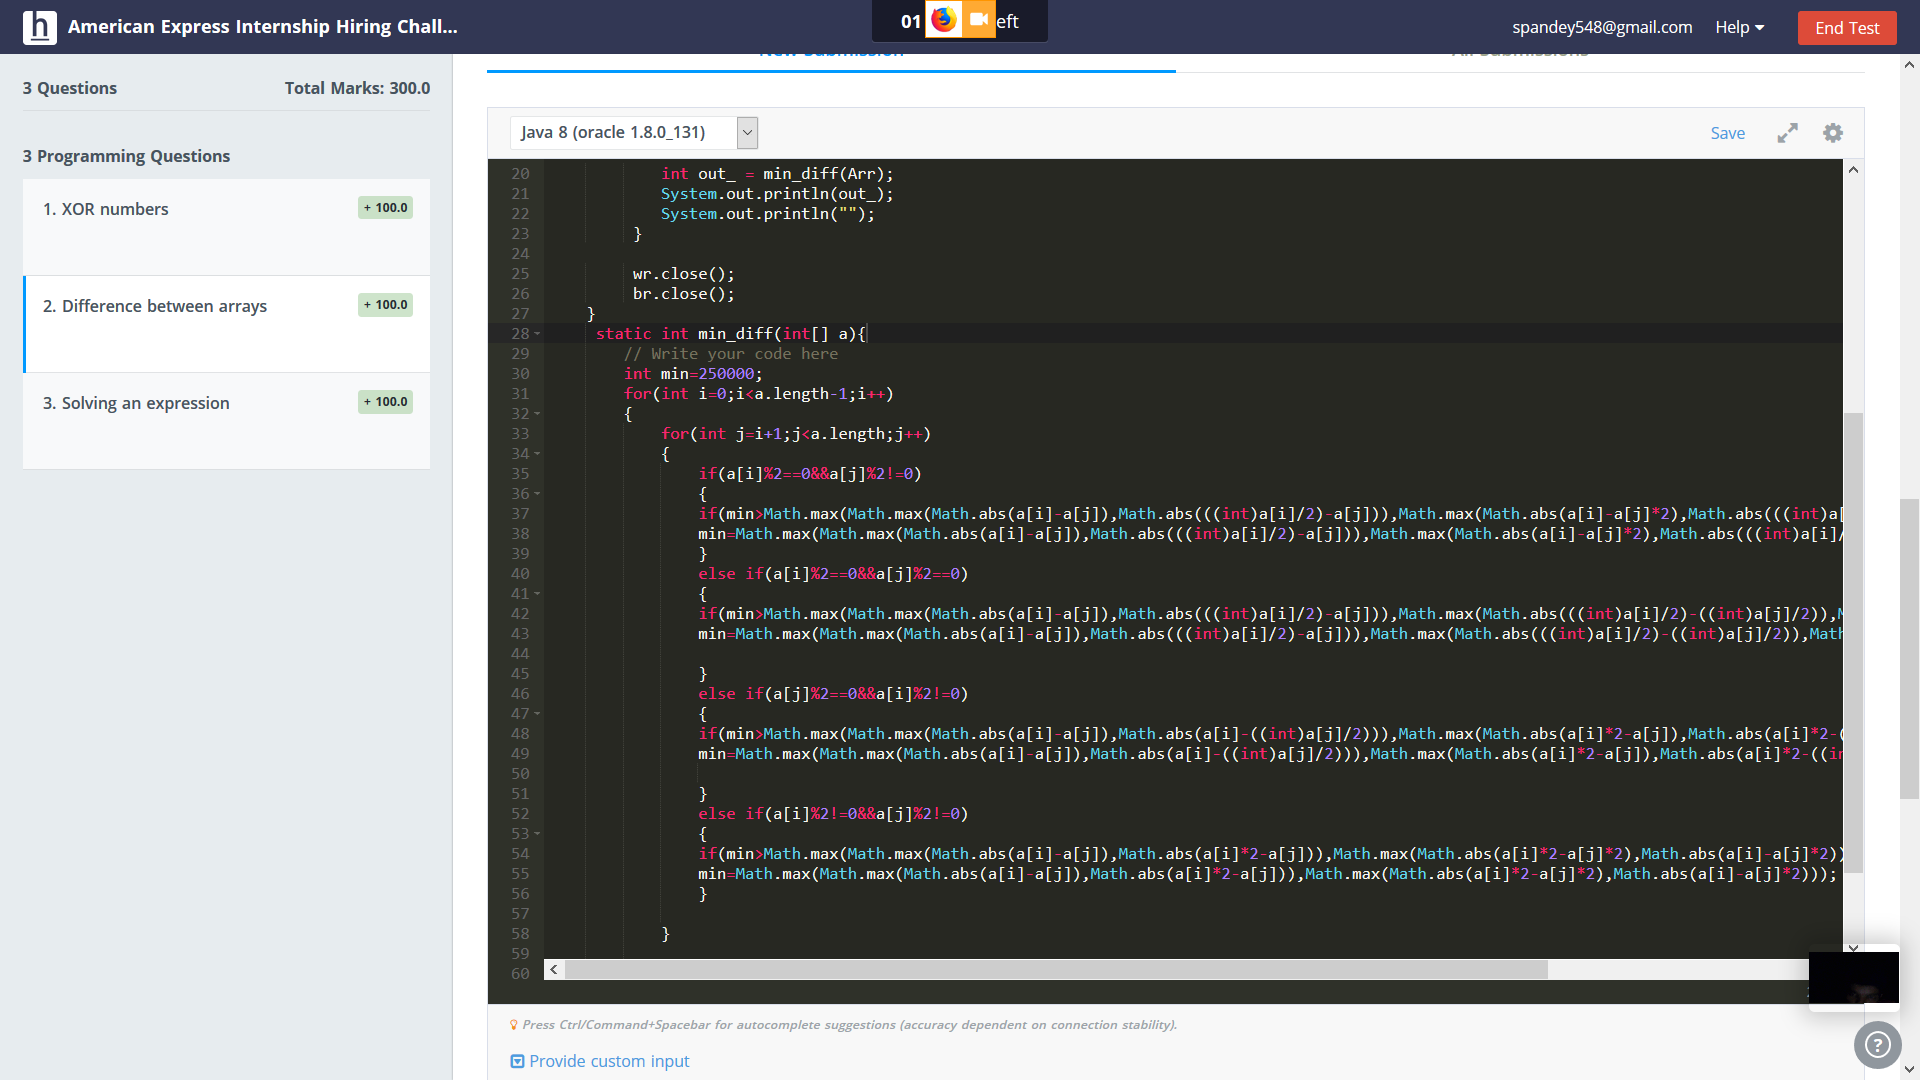 American Express Internship Hiring Chall...
01 eft
spandey548@gmail.com
Help
End Test
3 Questions
Total Marks: 300.0
3 Programming Questions
1. XOR numbers
+ 100.0
2. Difference between arrays
+ 100.0
3. Solving an expression
+ 100.0
Java 8 (oracle 1.8.0_131)
Save
20 int out_ = min_diff(Arr);
21 System.out.println(out_);
22 System.out.println("");
23 }
24
25 wr.close();
26 br.close();
27 }
28 static int min_diff(int[] a){
29 // Write your code here
30 int min=250000;
31 for(int i=0;i<a.length-1;i++)
32 {
33 for(int j=i+1;j<a.length;j++)
34 {
35 if(a[i]%2==0&&a[j]%2!=0)
36 {
37 if(min>Math.max(Math.max(Math.abs(a[i]-a[j]),Math.abs(((int)a[i]/2)-a[j])),Math.max(Math.abs(a[i]-a[j]*2),Math.abs(((int)a[
38 min=Math.max(Math.max(Math.abs(a[i]-a[j]),Math.abs(((int)a[i]/2)-a[j])),Math.max(Math.abs(a[i]-a[j]*2),Math.abs(((int)a[i]/
39 }
40 else if(a[i]%2==0&&a[j]%2==0)
41 {
42 if(min>Math.max(Math.max(Math.abs(a[i]-a[j]),Math.abs(((int)a[i]/2)-a[j])),Math.max(Math.abs(((int)a[i]/2)-((int)a[j]/2)),M
43 min=Math.max(Math.max(Math.abs(a[i]-a[j]),Math.abs(((int)a[i]/2)-a[j])),Math.max(Math.abs(((int)a[i]/2)-((int)a[j]/2)),Math
44
45 }
46 else if(a[j]%2==0&&a[i]%2!=0)
47 {
48 if(min>Math.max(Math.max(Math.abs(a[i]-a[j]),Math.abs(a[i]-((int)a[j]/2))),Math.max(Math.abs(a[i]*2-a[j]),Math.abs(a[i]*2-(
49 min=Math.max(Math.max(Math.abs(a[i]-a[j]),Math.abs(a[i]-((int)a[j]/2))),Math.max(Math.abs(a[i]*2-a[j]),Math.abs(a[i]*2-((in
50
51 }
52 else if(a[i]%2!=0&&a[j]%2!=0)
53 {
54 if(min>Math.max(Math.max(Math.abs(a[i]-a[j]),Math.abs(a[i]*2-a[j])),Math.max(Math.abs(a[i]*2-a[j]*2),Math.abs(a[i]-a[j]*2))
55 min=Math.max(Math.max(Math.abs(a[i]-a[j]),Math.abs(a[i]*2-a[j])),Math.max(Math.abs(a[i]*2-a[j]*2),Math.abs(a[i]-a[j]*2)));
56 }
57
58 }
59
60
Press Ctrl/Command+Spacebar for autocomplete suggestions (accuracy dependent on connection stability).
Provide custom input